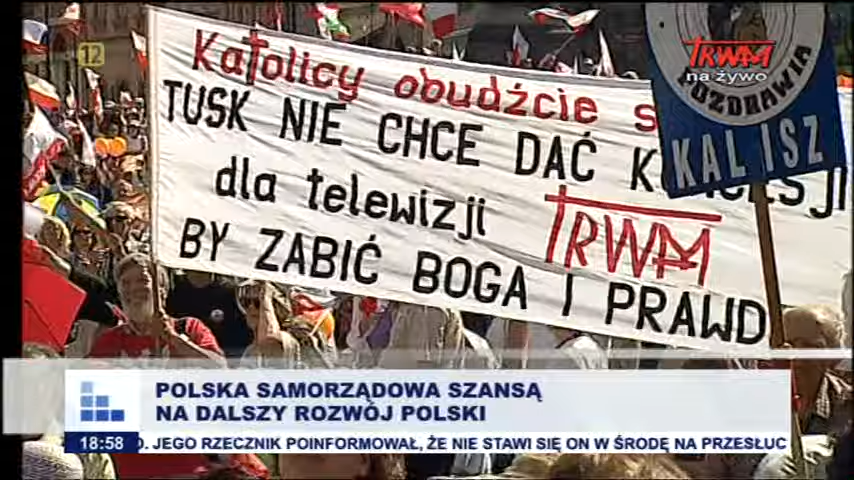 12
TRWAM
na żywo
POZDRAWIA
KALISZ
Katolicy obudźcie
TUSK NIE CHCE DAĆ
dla telewizji TRWAM
BY ZABIĆ BOGA I
POLSKA SAMORZĄDOWA SZANSĄ
NA DALSZY ROZWÓJ POLSKI
18:58
O. JEGO RZECZNIK POINFORMOWAŁ, ŻE NIE STAWI SIĘ ON W ŚRODĘ NA PRZESŁUC